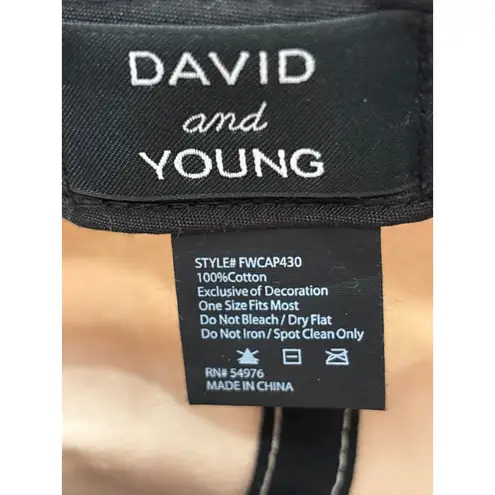 DAVID
and
YOUNG
STYLE# FWCAP430
100%Cotton
Exclusive of Decoration
One Size Fits Most
Do Not Bleach / Dry Flat
Do Not Iron / Spot Clean Only
RN# 54976
MADE IN CHINA